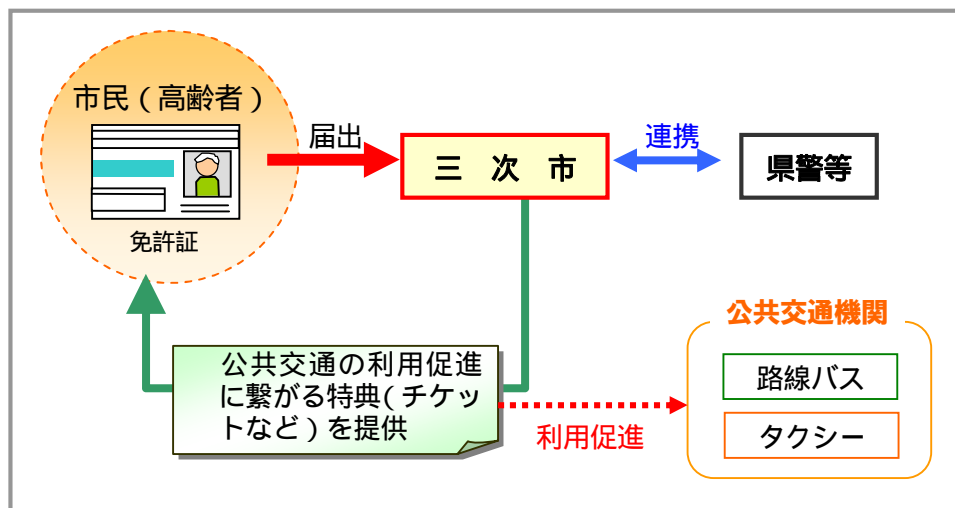 市民（高齢者）
免許証
届出
三 次 市
連携
県警等
公共交通機関
路線バス
タクシー
公共交通の利用促進
に繋がる特典（チケッ
トなど）を提供
利用促進